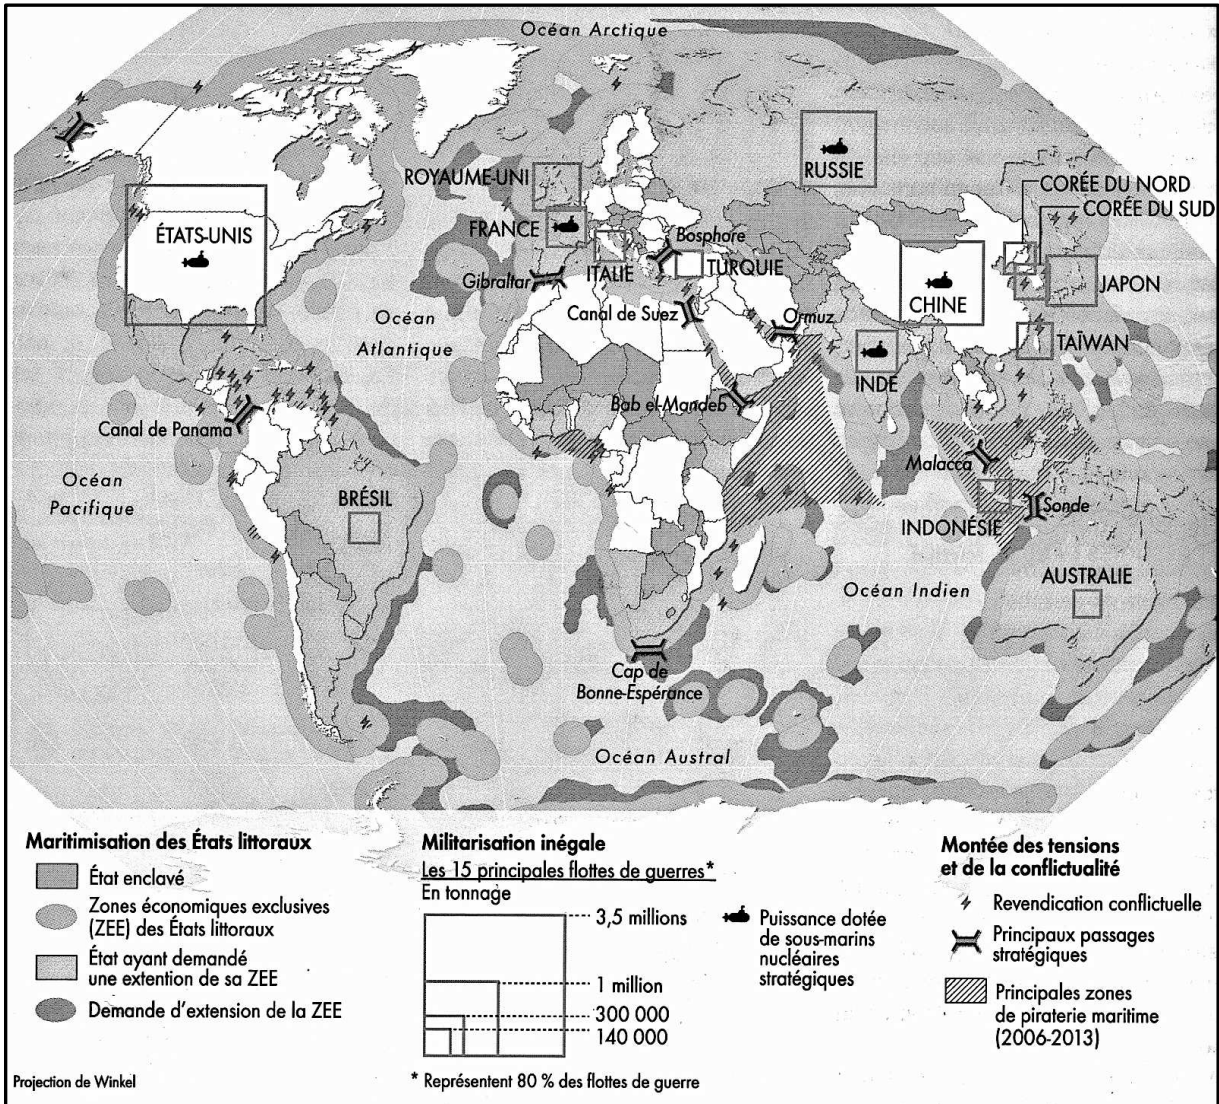 Océan Arctique
ROYAUME-UNI
RUSSIE
CORÉE DU NORD
CORÉE DU SUD
ÉTATS-UNIS
FRANCE
Bosphore
ITALIE
TURQUIE
CHINE
JAPON
Gibraltar
Canal de Suez
Ormuz
TAÏWAN
Océan
Atlantique
INDE
Bab el-Mandeb
Canal de Panama
Malacca
Océan
Pacifique
BRÉSIL
Sonde
INDONÉSIE
AUSTRALIE
Océan Indien
Cap de
Bonne-Espérance
Océan Austral
Maritimisation des États littoraux
État enclavé
Zones économiques exclusives
(ZEE) des États littoraux
État ayant demandé
une extention de sa ZEE
Demande d'extension de la ZEE
Projection de Winkel
Militarisation inégale
Les 15 principales flottes de guerres*
En tonnage
3,5 millions
1 million
300 000
140 000
* Représentent 80 % des flottes de guerre
Puissance dotée
de sous-marins
nucléaires
stratégiques
Montée des tensions
et de la conflictualité
Revendication conflictuelle
Principaux passages
stratégiques
Principales zones
de piraterie maritime
(2006-2013)